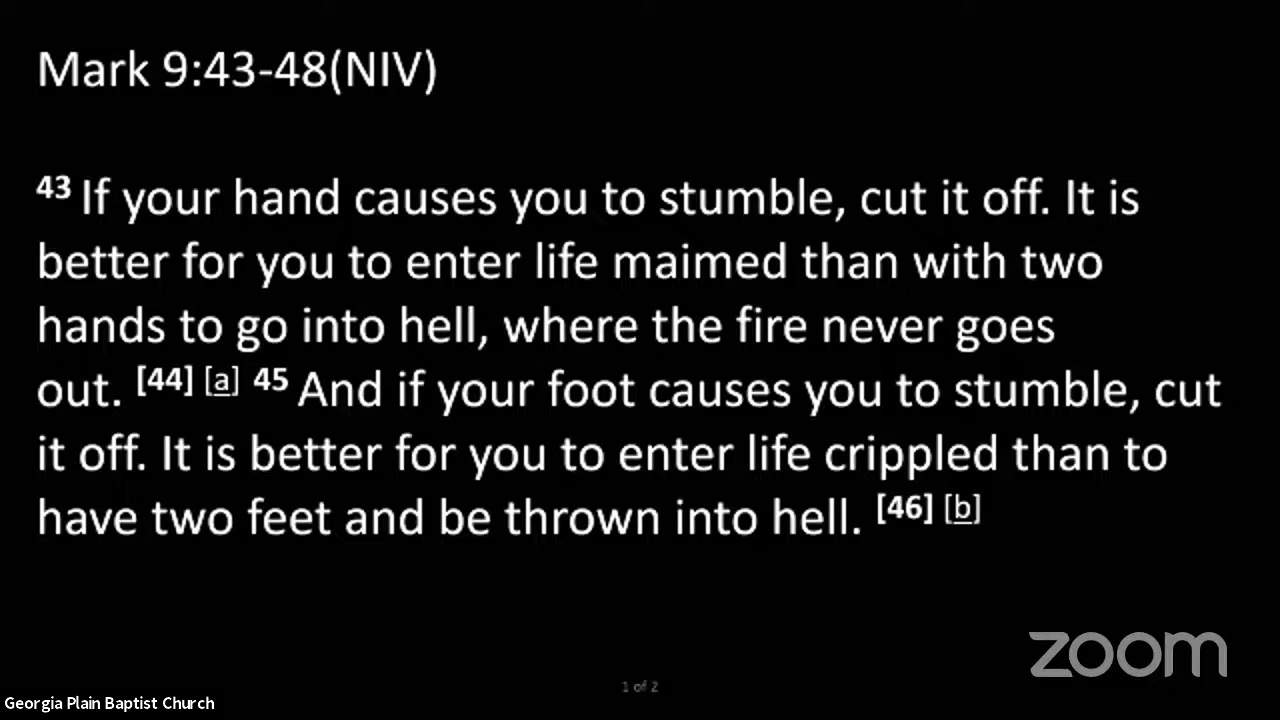 Mark 9:43-48(NIV)
43 If your hand causes you to stumble, cut it off. It is
better for you to enter life maimed than with two
hands to go into hell, where the fire never goes
out. [44] [a] 45 And if your foot causes you to stumble, cut
it off. It is better for you to enter life crippled than to
have two feet and be thrown into hell. [46] [b]
zoom
1 of 2
Georgia Plain Baptist Church